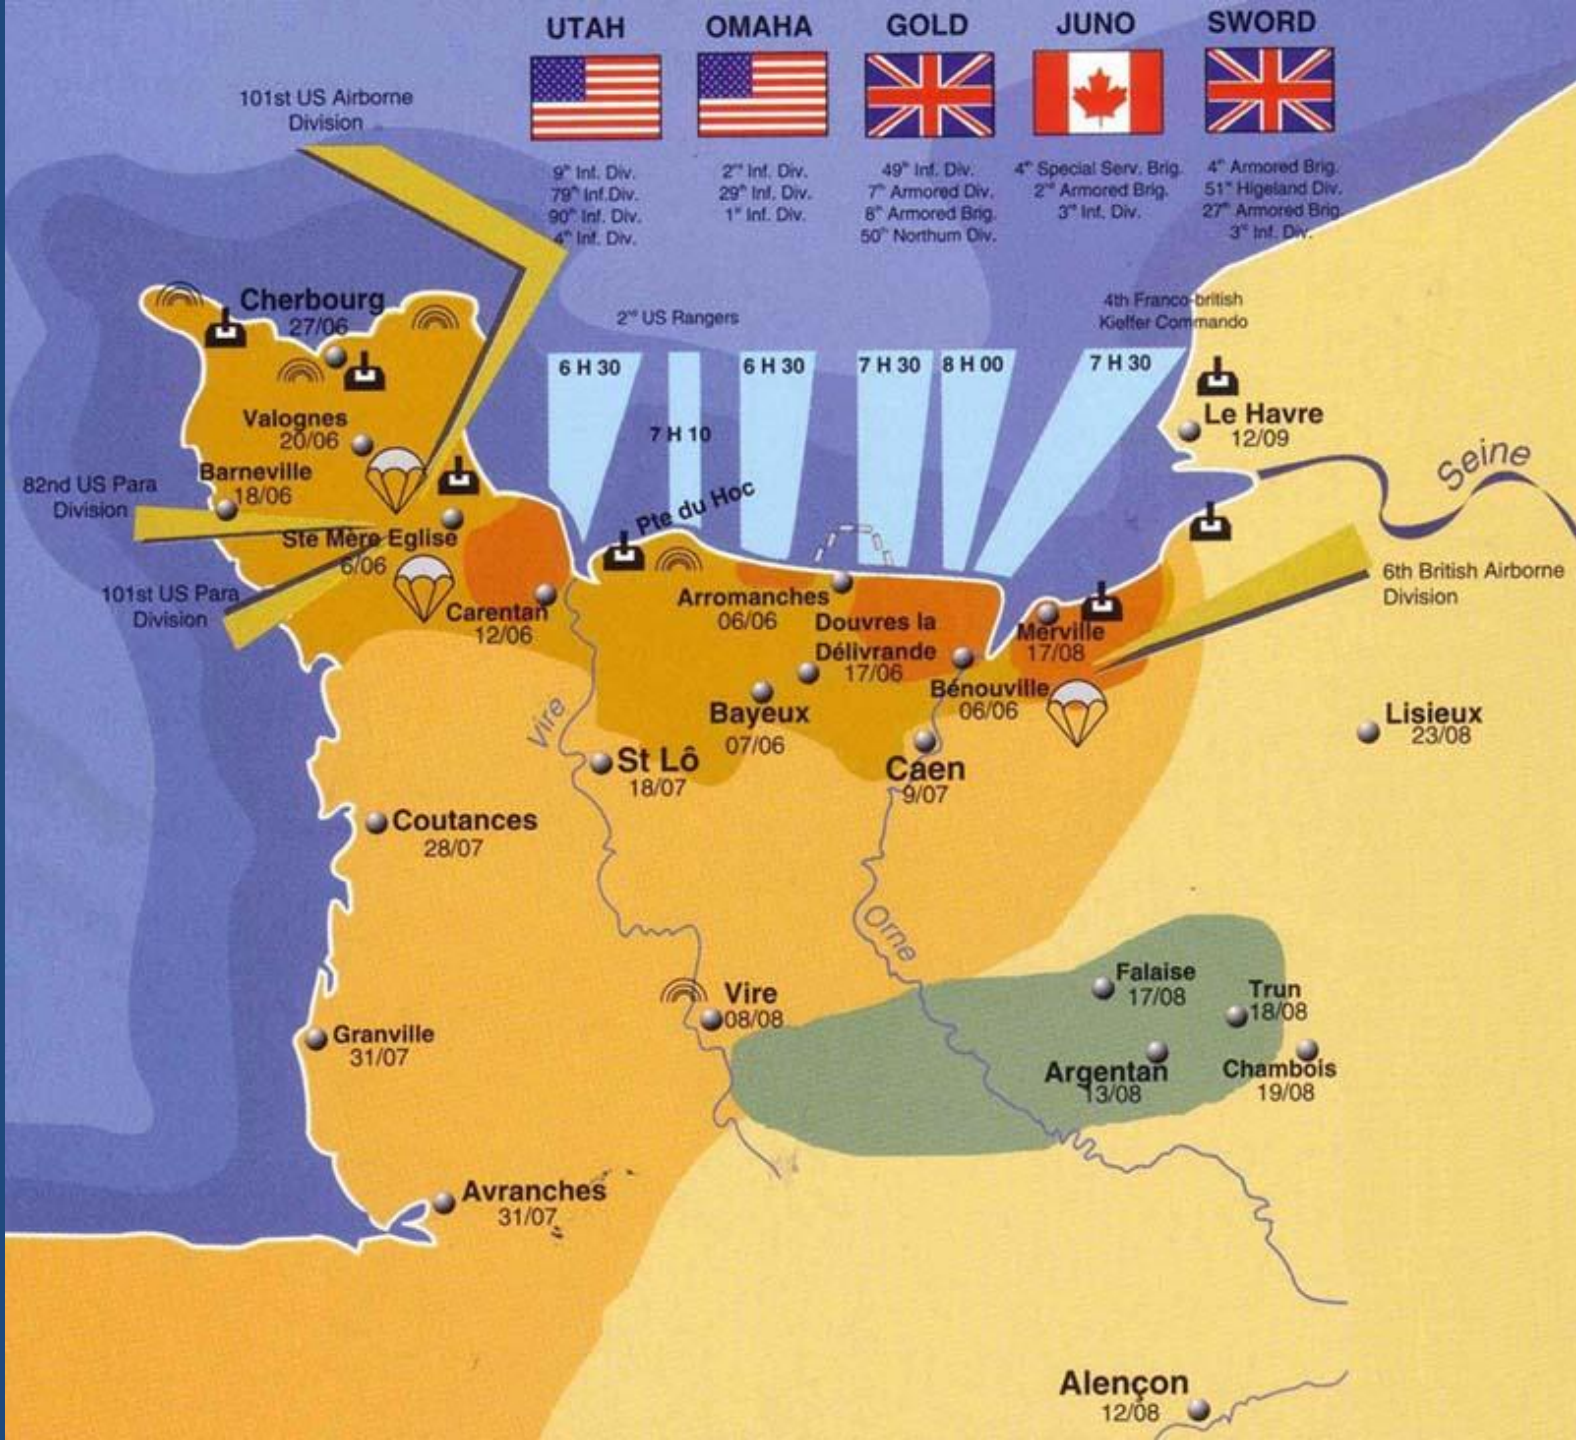 UTAH
OMAHA
GOLD
JUNO
SWORD
9th Inf. Div.
79th Inf.Div.
90th Inf. Div.
4th Inf. Div.
2nd Inf. Div.
29th Inf. Div.
1st Inf. Div.
49th Inf. Div.
7th Armored Div.
8th Armored Brig.
50th Northum Div.
4th Special Serv. Brig.
2nd Armored Brig.
3rd Inf. Div.
4th Armored Brig.
51st Higeland Div.
27th Armored Brig.
3rd Inf. Div.
101st US Airborne
Division
2nd US Rangers
4th Franco-british
Kieffer Commando
6 H 30
7 H 10
6 H 30
7 H 30
8 H 00
7 H 30
Cherbourg
27/06
Valognes
20/06
Barneville
18/06
82nd US Para
Division
Ste Mère Eglise
6/06
101st US Para
Division
Carentan
12/06
Pte du Hoc
Arromanches
06/06
Douvres la
Délivrande
17/06
Merville
17/08
Bénouville
06/06
Le Havre
12/09
Seine
6th British Airborne
Division
Bayeux
07/06
Lisieux
23/08
Vire
St Lô
18/07
Caen
9/07
Coutances
28/07
Orne
Falaise
17/08
Trun
18/08
Vire
08/08
Granville
31/07
Argentan
13/08
Chambois
19/08
Avranches
31/07
Alençon
12/08